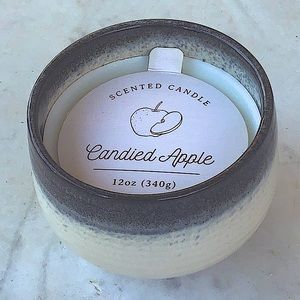 SCENTED CANDLE
Candied Apple
12oz (340g)